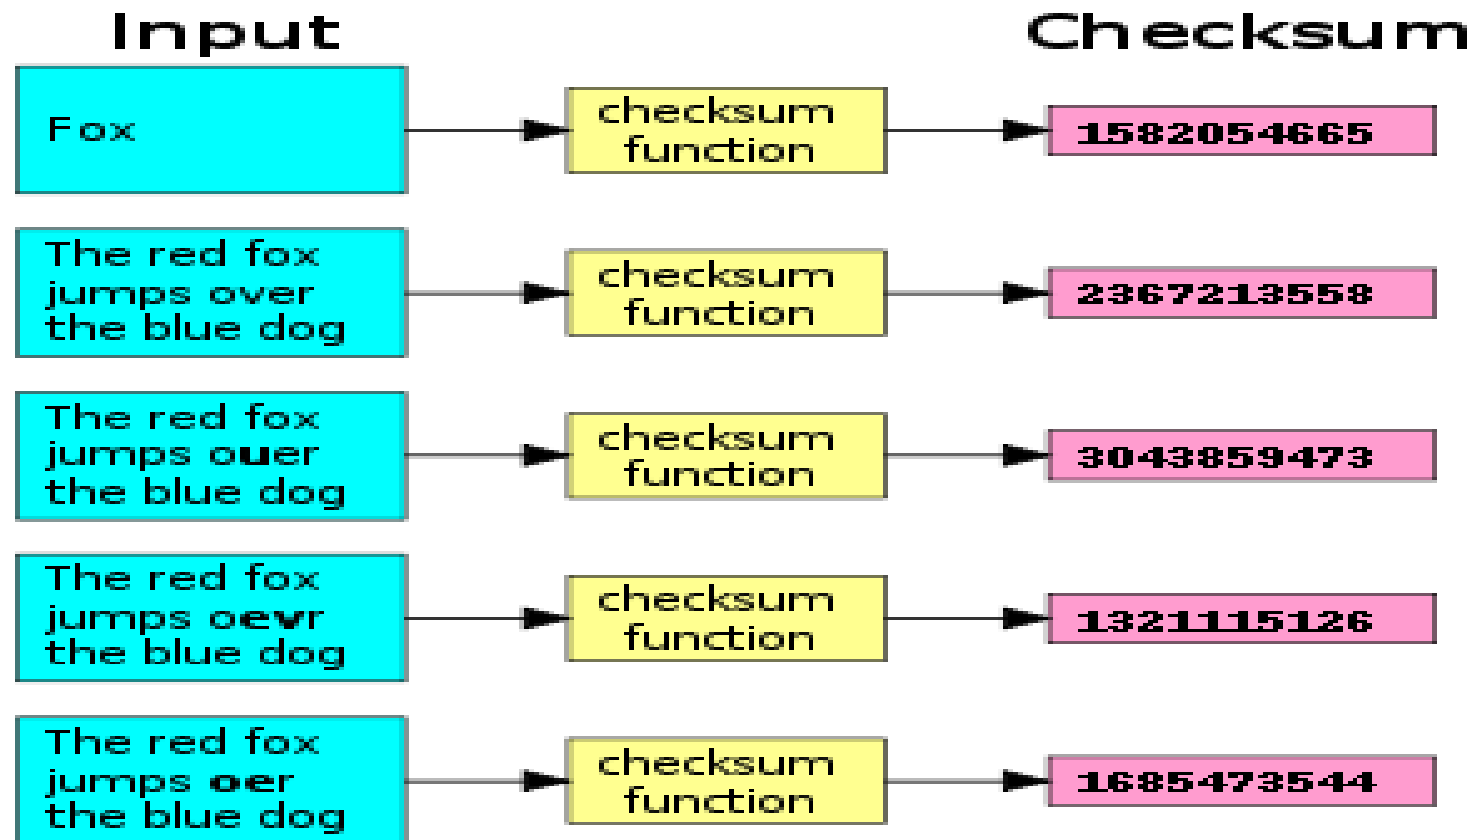 Input Checksum
Fox
checksum
function
1582054665
The red fox
jumps over
the blue dog
checksum
function
2367213558
The red fox
jumps ouer
the blue dog
checksum
function
3043859473
The red fox
jumps oevr
the blue dog
checksum
function
1321115126
The red fox
jumps oer
the blue dog
checksum
function
1685473544